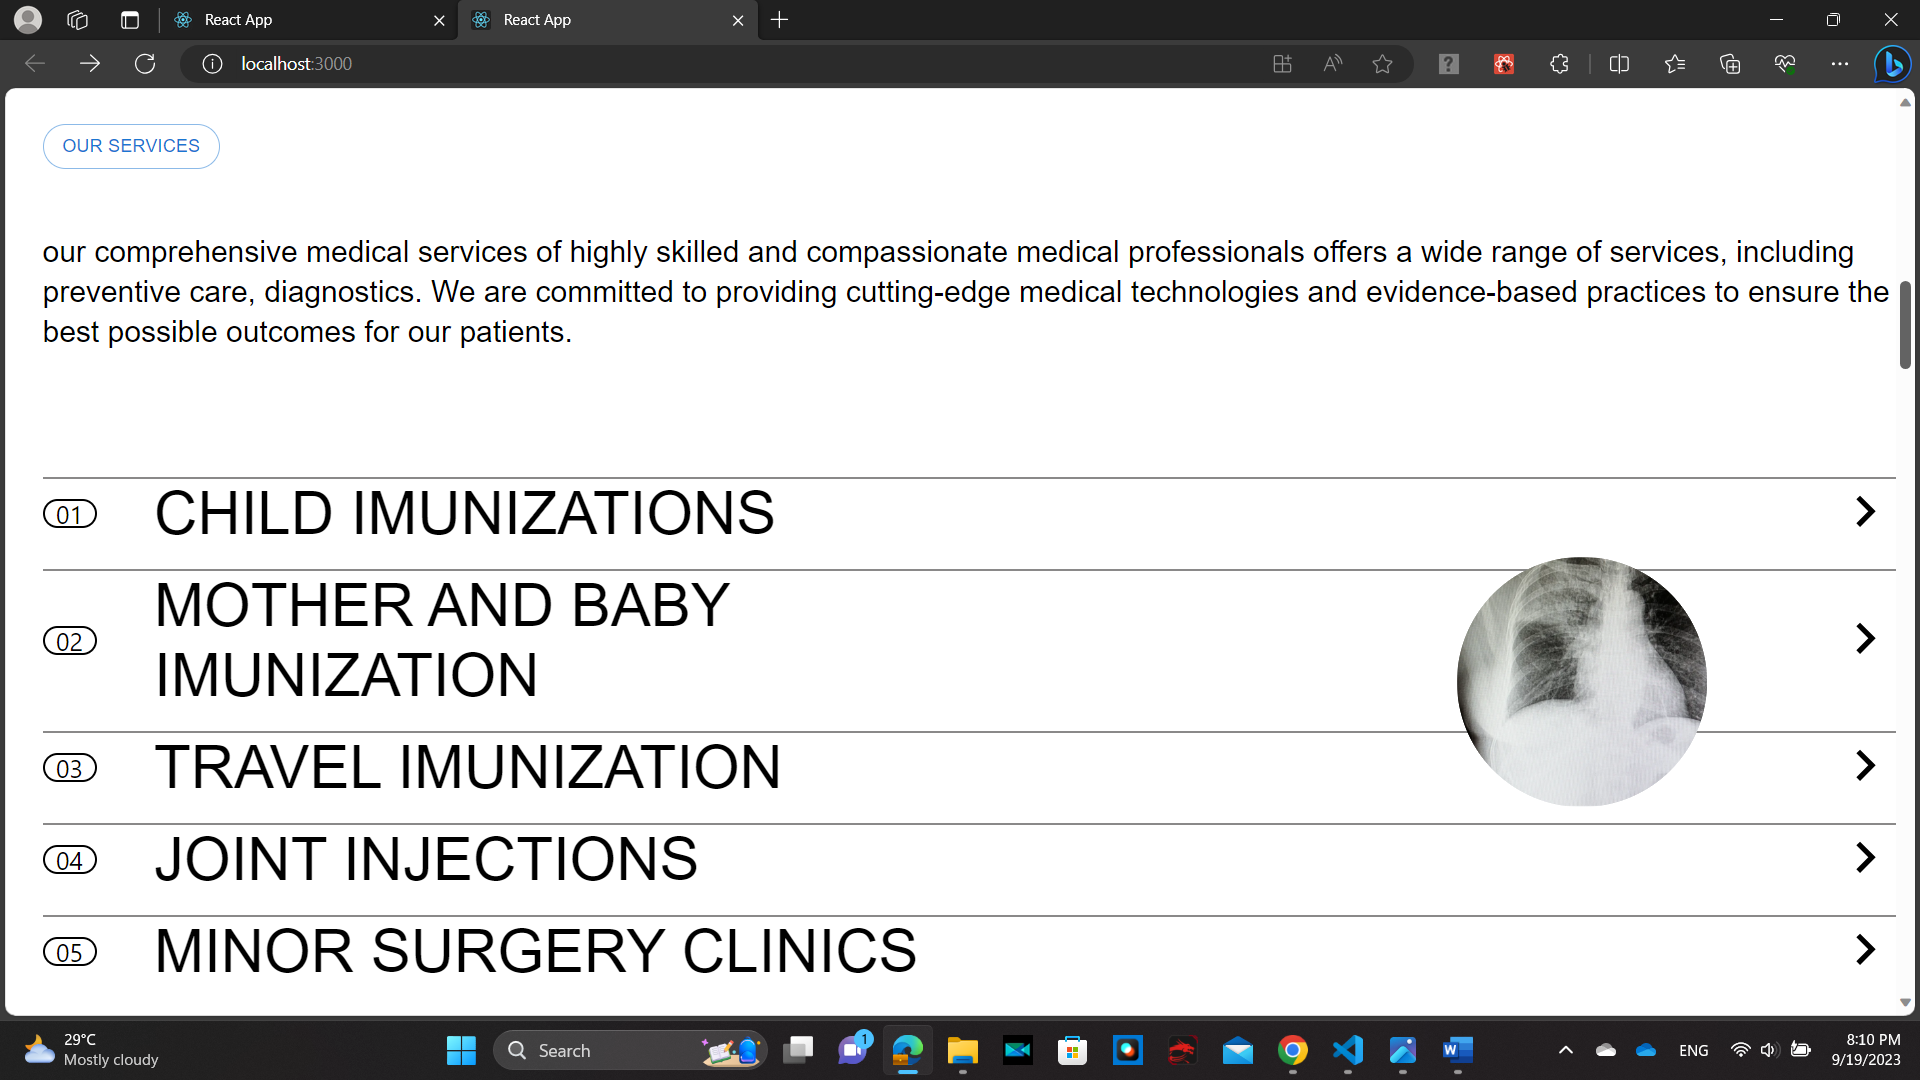 React App
React App
localhost:3000
OUR SERVICES
our comprehensive medical services of highly skilled and compassionate medical professionals offers a wide range of services, including
preventive care, diagnostics. We are committed to providing cutting-edge medical technologies and evidence-based practices to ensure the
best possible outcomes for our patients.
01 CHILD IMUNIZATIONS
02 MOTHER AND BABY
IMUNIZATION
03 TRAVEL IMUNIZATION
04 JOINT INJECTIONS
05 MINOR SURGERY CLINICS
29°C
Mostly cloudy
Search
1
ENG
8:10 PM
9/19/2023